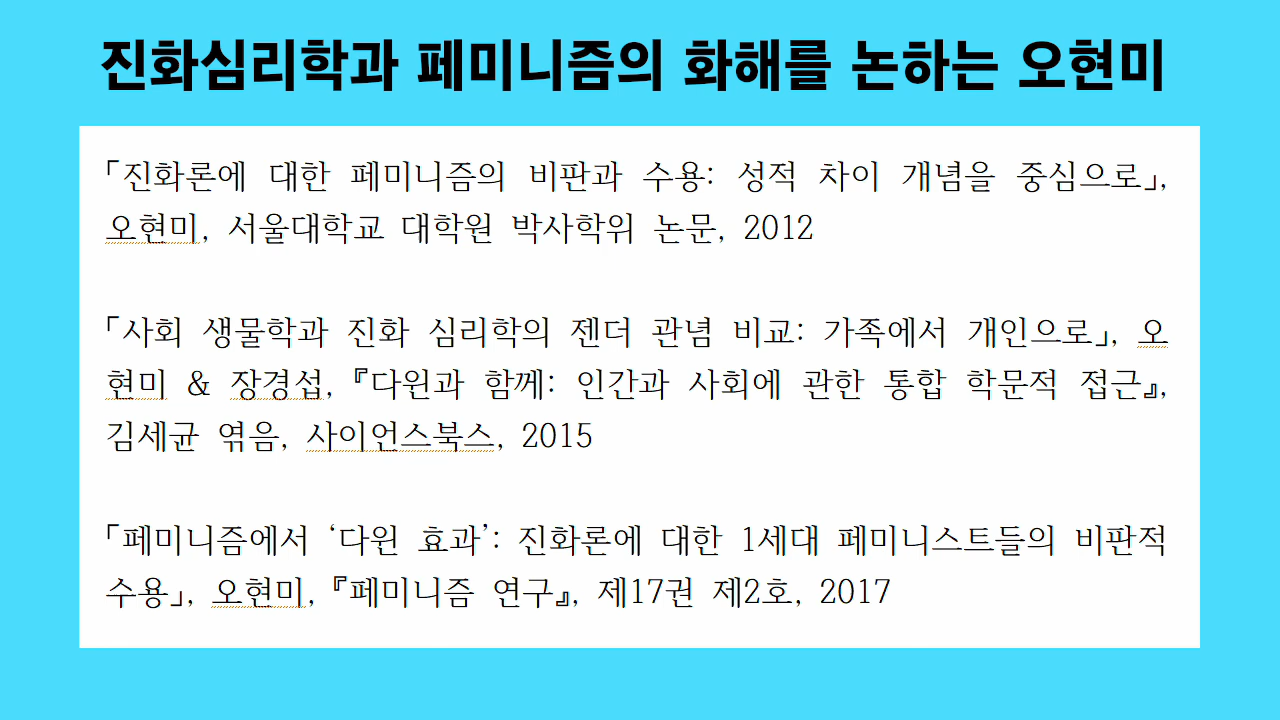 진화심리학과 페미니즘의 화해를 논하는 오현미
「진화론에 대한 페미니즘의 비판과 수용: 성적 차이 개념을 중심으로」,
오현미, 서울대학교 대학원 박사학위 논문, 2012
「사회 생물학과 진화 심리학의 젠더 관념 비교: 가족에서 개인으로」, 오
현미 & 장경섭, 『다윈과 함께: 인간과 사회에 관한 통합 학문적 접근』,
김세균 엮음, 사이언스북스, 2015
「페미니즘에서 ‘다윈 효과’: 진화론에 대한 1세대 페미니스트들의 비판적
수용」, 오현미, 『페미니즘 연구』, 제17권 제2호, 2017